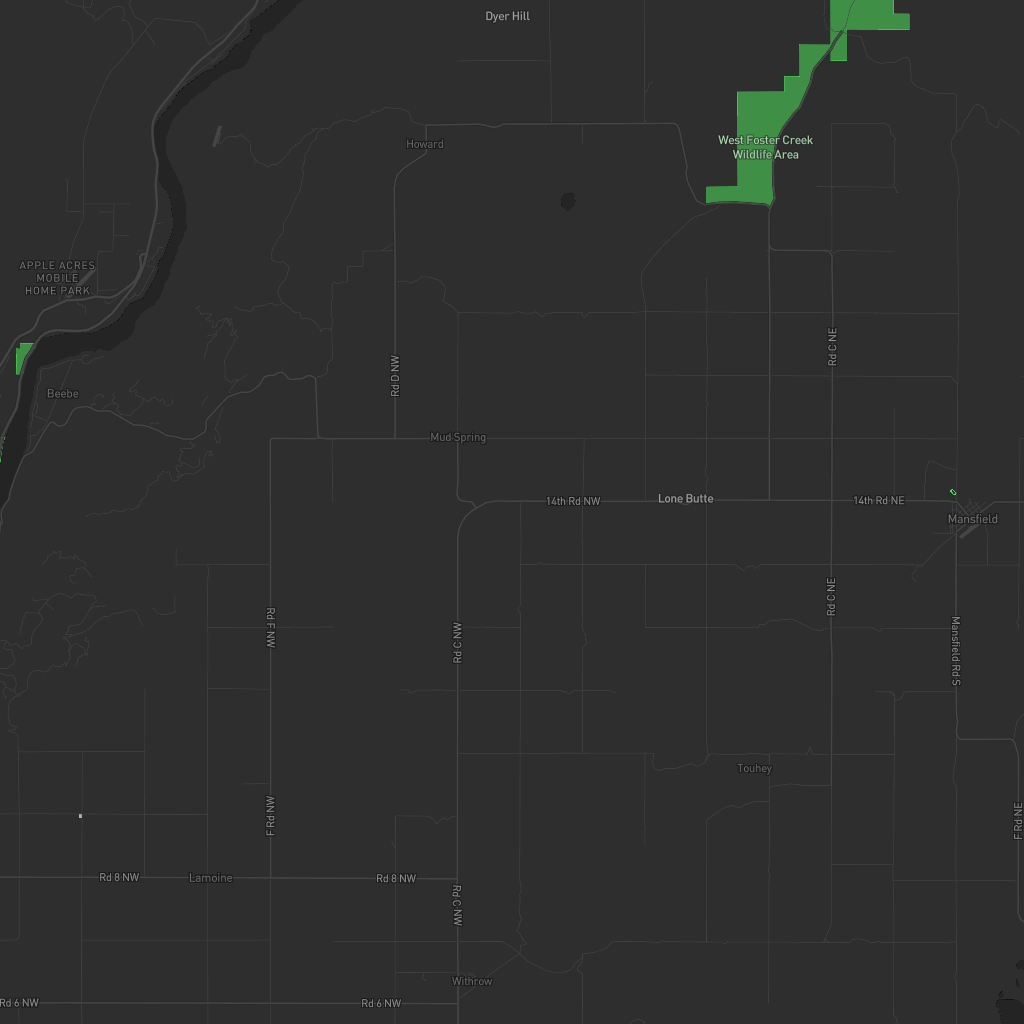 Dyer Hill
Howard
West Foster Creek
Wildlife Area
APPLE ACRES
MOBILE
HOME PARK
Rd C NE
Rd D NW
Beebe
Mud Spring
14th Rd NW
Lone Butte
14th Rd NE
Mansfield
Rd F NW
Rd C NW
Rd C NE
Mansfield Rd S
Touhey
F Rd NW
F Rd NE
Rd 8 NW
Lamoine
Rd 8 NW
Rd C NW
Withrow
Rd 6 NW
Rd 6 NW